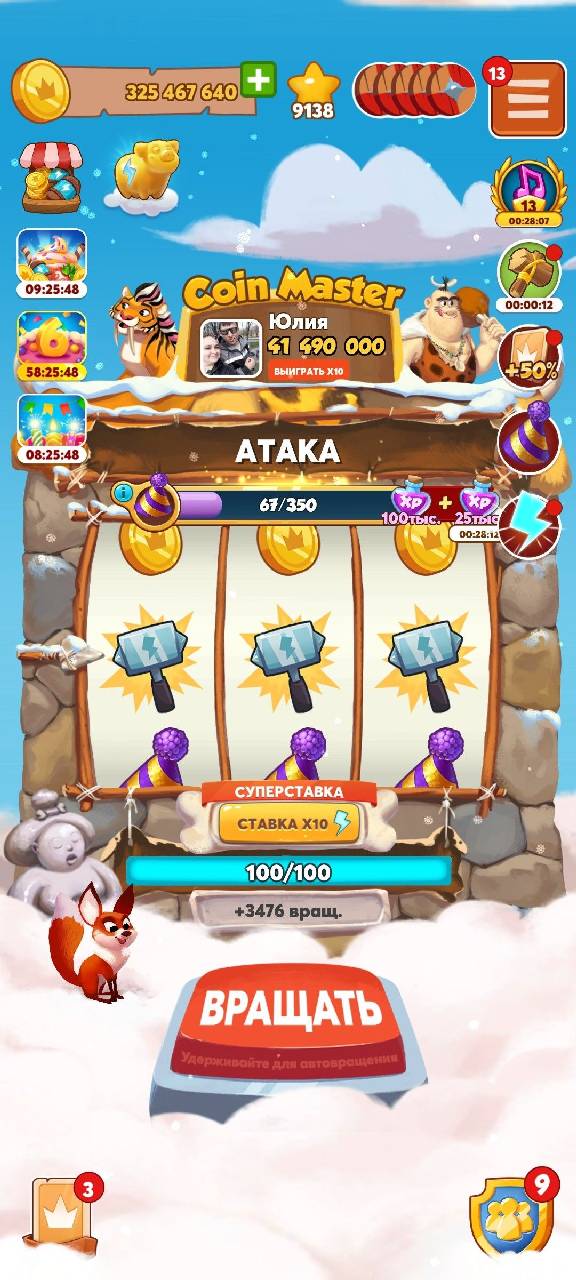 325 467 640
9138
13
13
00:28:07
09:25:48
Coin Master
Юлия
41 490 000
ВЫИГРАТЬ X10
00:00:12
6
58:25:48
+50%
08:25:48
АТАКА
67/350
XP + XP
100тыс. 25тыс
00:28:12
СУПЕРСТАВКА
СТАВКА X10
100/100
+3476 вращ.
ВРАЩАТЬ
Удерживайте для автовращения
3
9